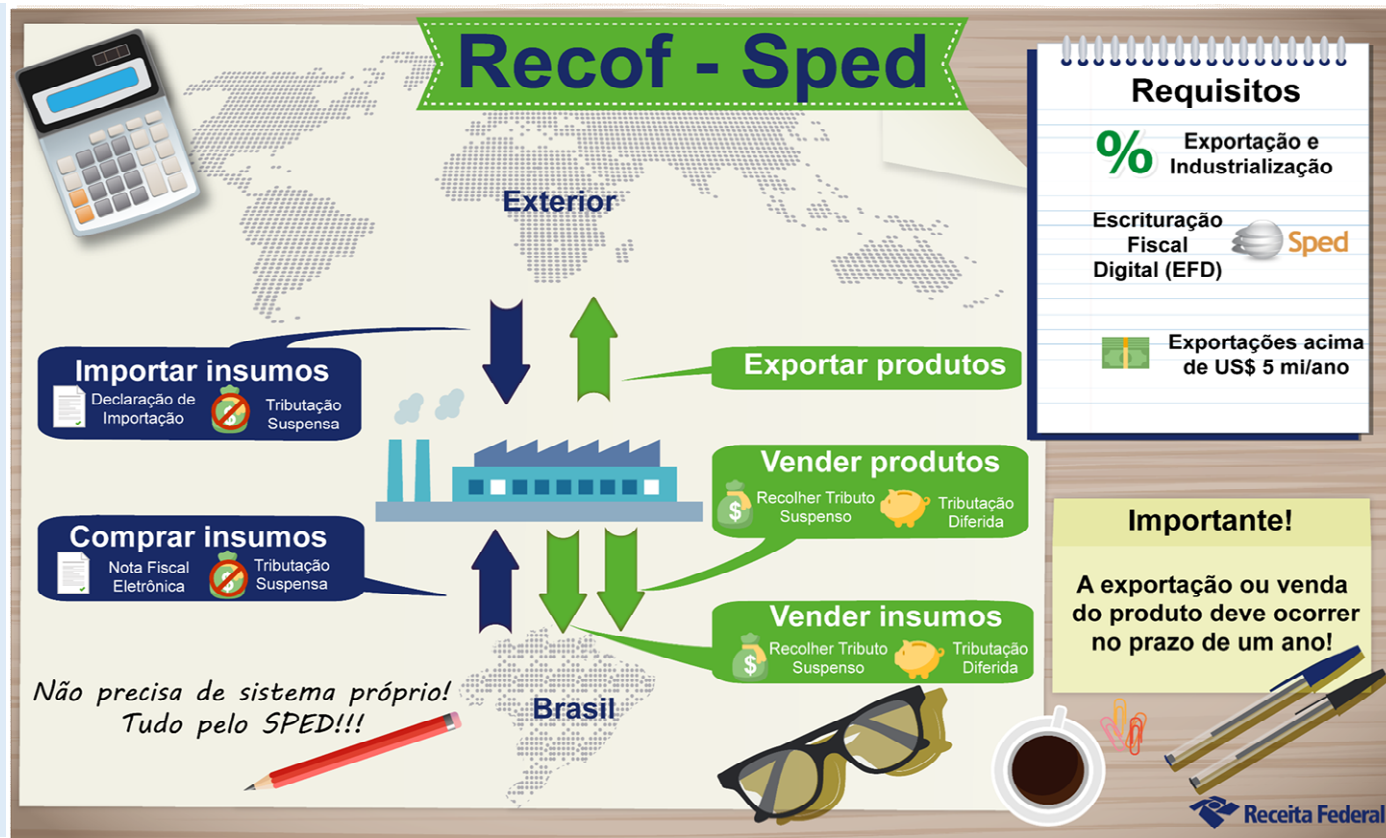 Recof - Sped
Exterior
Importar insumos
Declaração de
Importação
Tributação
Suspensa
Exportar produtos
Vender produtos
Recolher Tributo
Suspenso
Tributação
Diferida
Comprar insumos
Nota Fiscal
Eletrônica
Tributação
Suspensa
Vender insumos
Recolher Tributo
Suspenso
Tributação
Diferida
Brasil
Não precisa de sistema próprio!
Tudo pelo SPED!!!
Requisitos
% Exportação e
Industrialização
Escrituração
Fiscal
Digital (EFD)
Sped
Exportações acima
de US$ 5 mi/ano
Importante!
A exportação ou venda
do produto deve ocorrer
no prazo de um ano!
Receita Federal